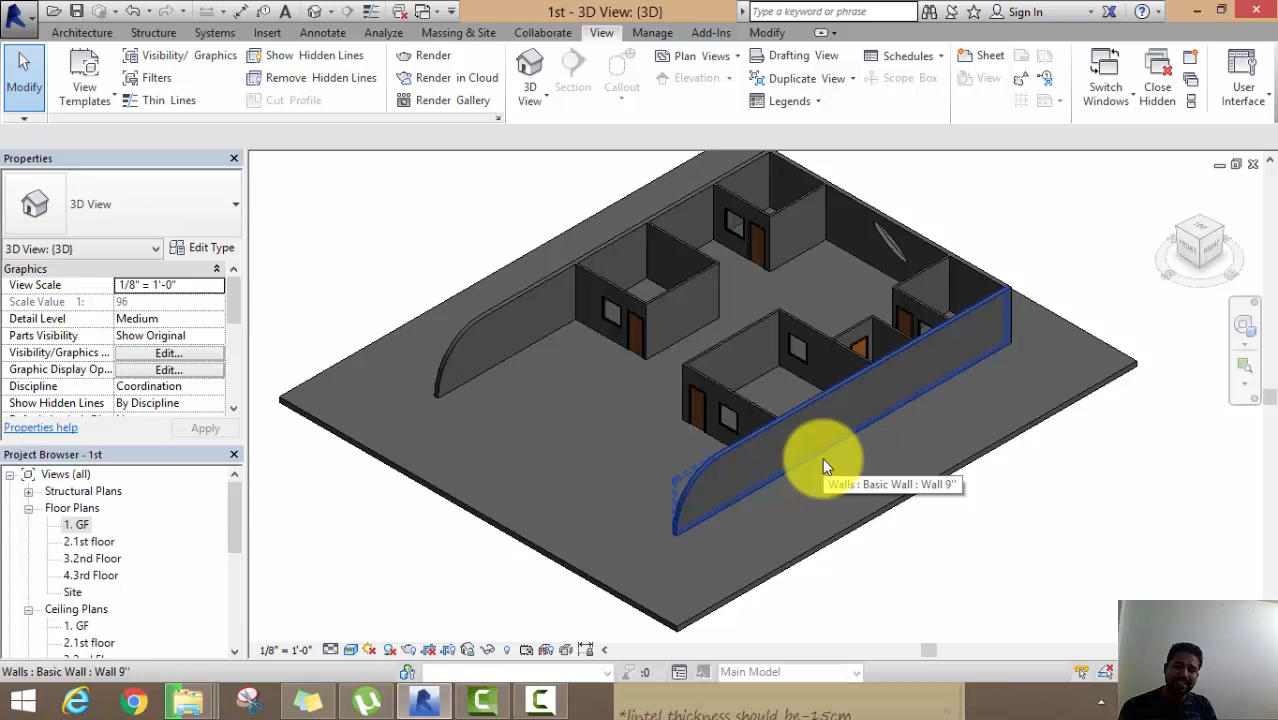 1st - 3D View: {3D}
Type a keyword or phrase
Sign In
Architecture Structure Systems Insert Annotate Analyze Massing & Site Collaborate View Manage Add-Ins Modify
Modify
View Templates
Visibility/ Graphics
Filters
Thin Lines
Show Hidden Lines
Remove Hidden Lines
Cut Profile
Render
Render in Cloud
Render Gallery
3D View
Section
Callout
Plan Views
Elevation
Drafting View
Duplicate View
Legends
Schedules
Scope Box
Sheet
View
Switch Windows
Close Hidden
User Interface
Properties
3D View
3D View: {3D} Edit Type
Graphics
View Scale 1/8" = 1'-0"
Scale Value 1: 96
Detail Level Medium
Parts Visibility Show Original
Visibility/Graphics ... Edit...
Graphic Display Op... Edit...
Discipline Coordination
Show Hidden Lines By Discipline
Properties help Apply
Project Browser - 1st
Views (all)
Structural Plans
Floor Plans
1. GF
2.1st floor
3.2nd Floor
4.3rd Floor
Site
Ceiling Plans
1. GF
2.1st floor
FRONT RIGHT
Walls : Basic Wall : Wall 9"
1/8" = 1'-0"
Walls : Basic Wall : Wall 9"
:0
Main Model
*lintel thickness should be-15cm